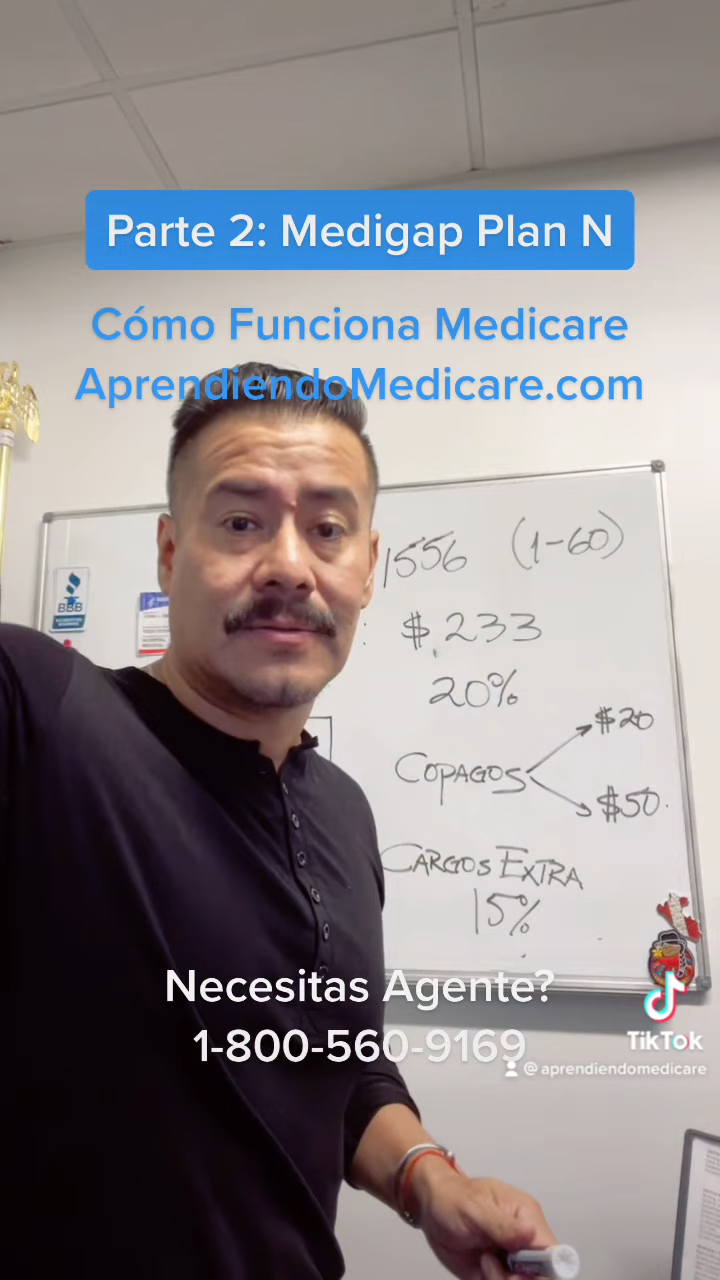 Parte 2: Medigap Plan N
Cómo Funciona Medicare
AprendiendoMedicare.com
1556 (1-60)
BBB
: $.233
20%
COPAGOS
$20
$50.
CARGOS EXTRA
15%
Necesitas Agente?
1-800-560-9169
TikTok
@aprendiendomedicare